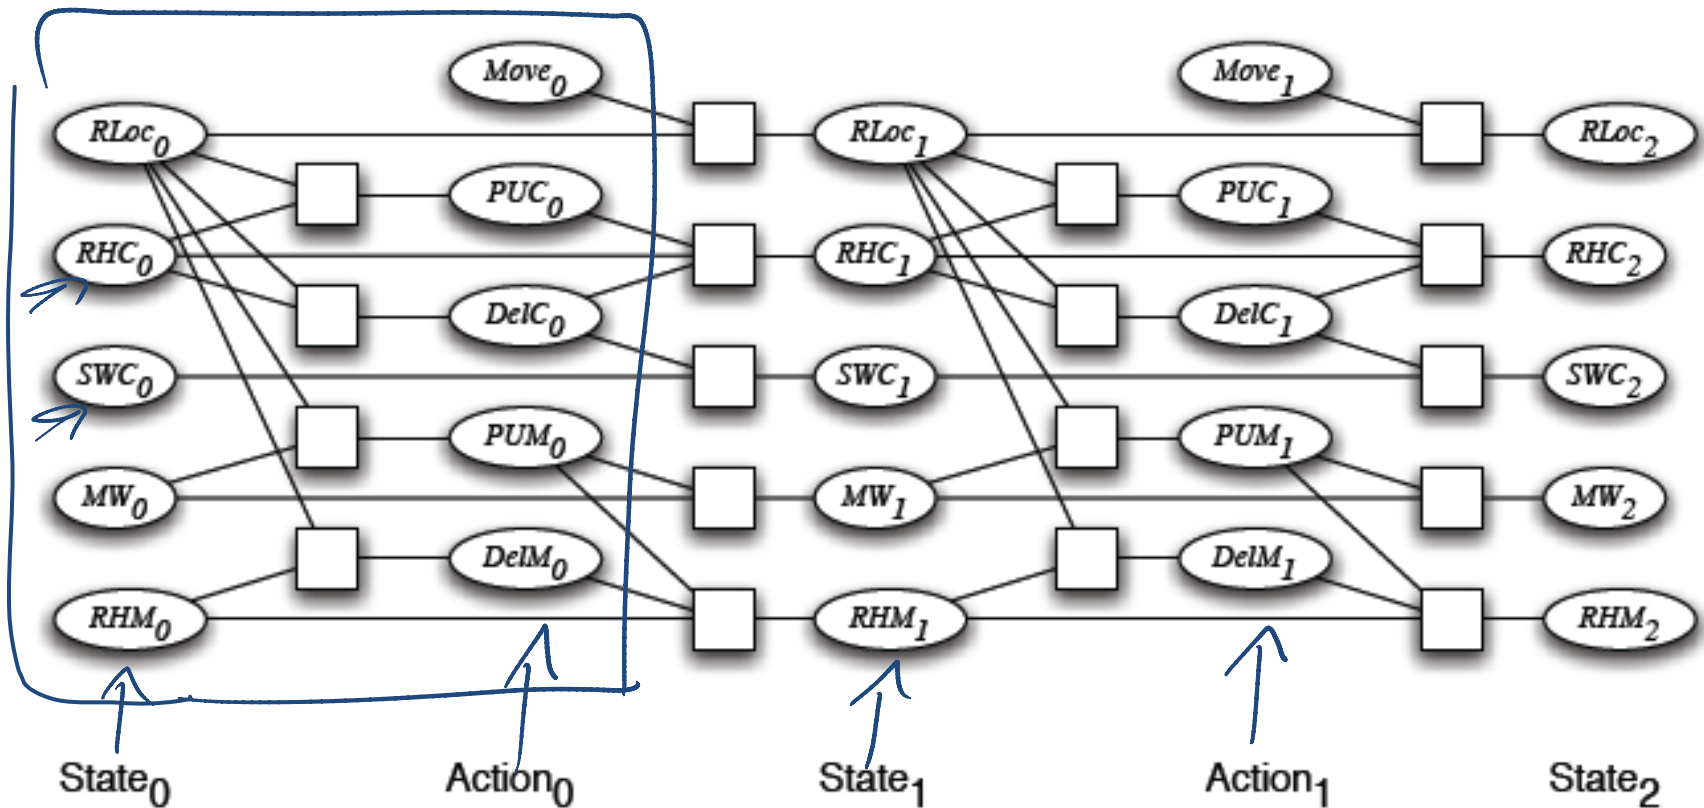 Move0 Move1
RLoc0 RLoc1 RLoc2
PUC0 PUC1
RHC0 RHC1 RHC2
DelC0 DelC1
SWC0 SWC1 SWC2
PUM0 PUM1
MW0 MW1 MW2
DelM0 DelM1
RHM0 RHM1 RHM2
State0 Action0 State1 Action1 State2